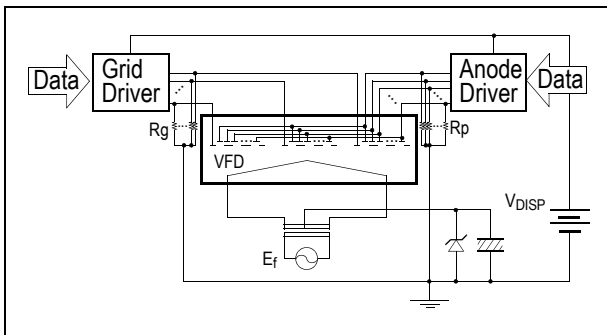 Data
Grid
Driver
Anode
Driver
Data
Rg
Rp
VFD
VDISP
Ef